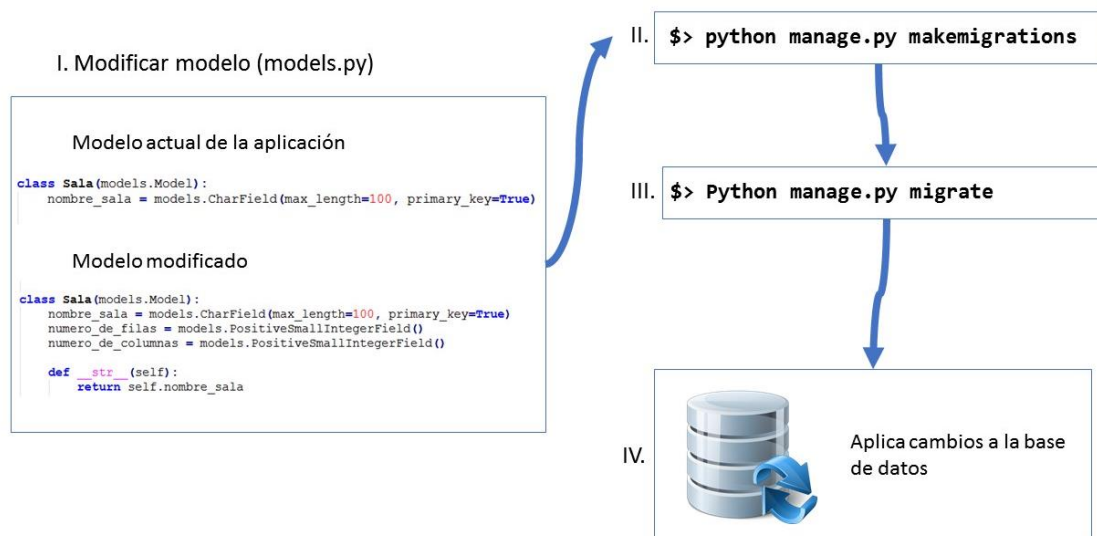 I. Modificar modelo (models.py)
Modelo actual de la aplicación
class Sala(models.Model):
    nombre_sala = models.CharField(max_length=100, primary_key=True)
Modelo modificado
class Sala(models.Model):
    nombre_sala = models.CharField(max_length=100, primary_key=True)
    numero_de_filas = models.PositiveSmallIntegerField()
    numero_de_columnas = models.PositiveSmallIntegerField()
    def __str__(self):
        return self.nombre_sala
II. $> python manage.py makemigrations
III. $> Python manage.py migrate
IV.
Aplica cambios a la base
de datos